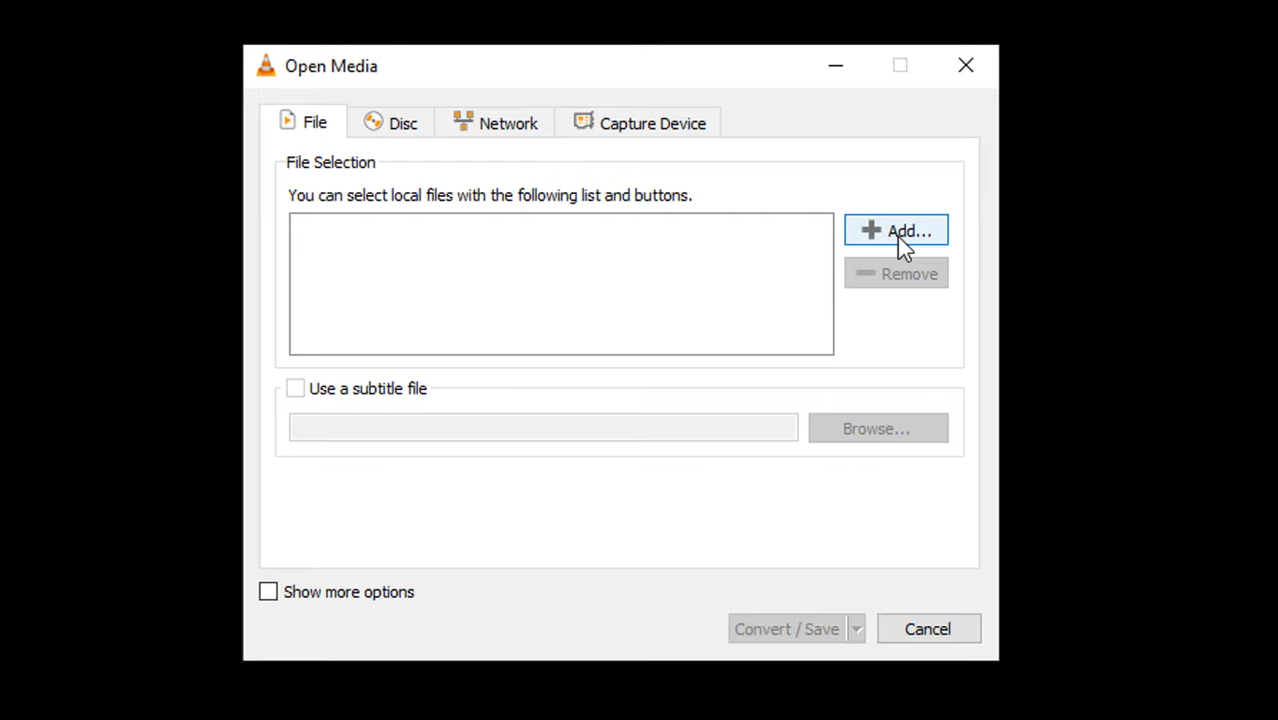 Open Media
File
Disc
Network
Capture Device
File Selection
You can select local files with the following list and buttons.
Add...
Remove
Use a subtitle file
Browse...
Show more options
Convert / Save
Cancel